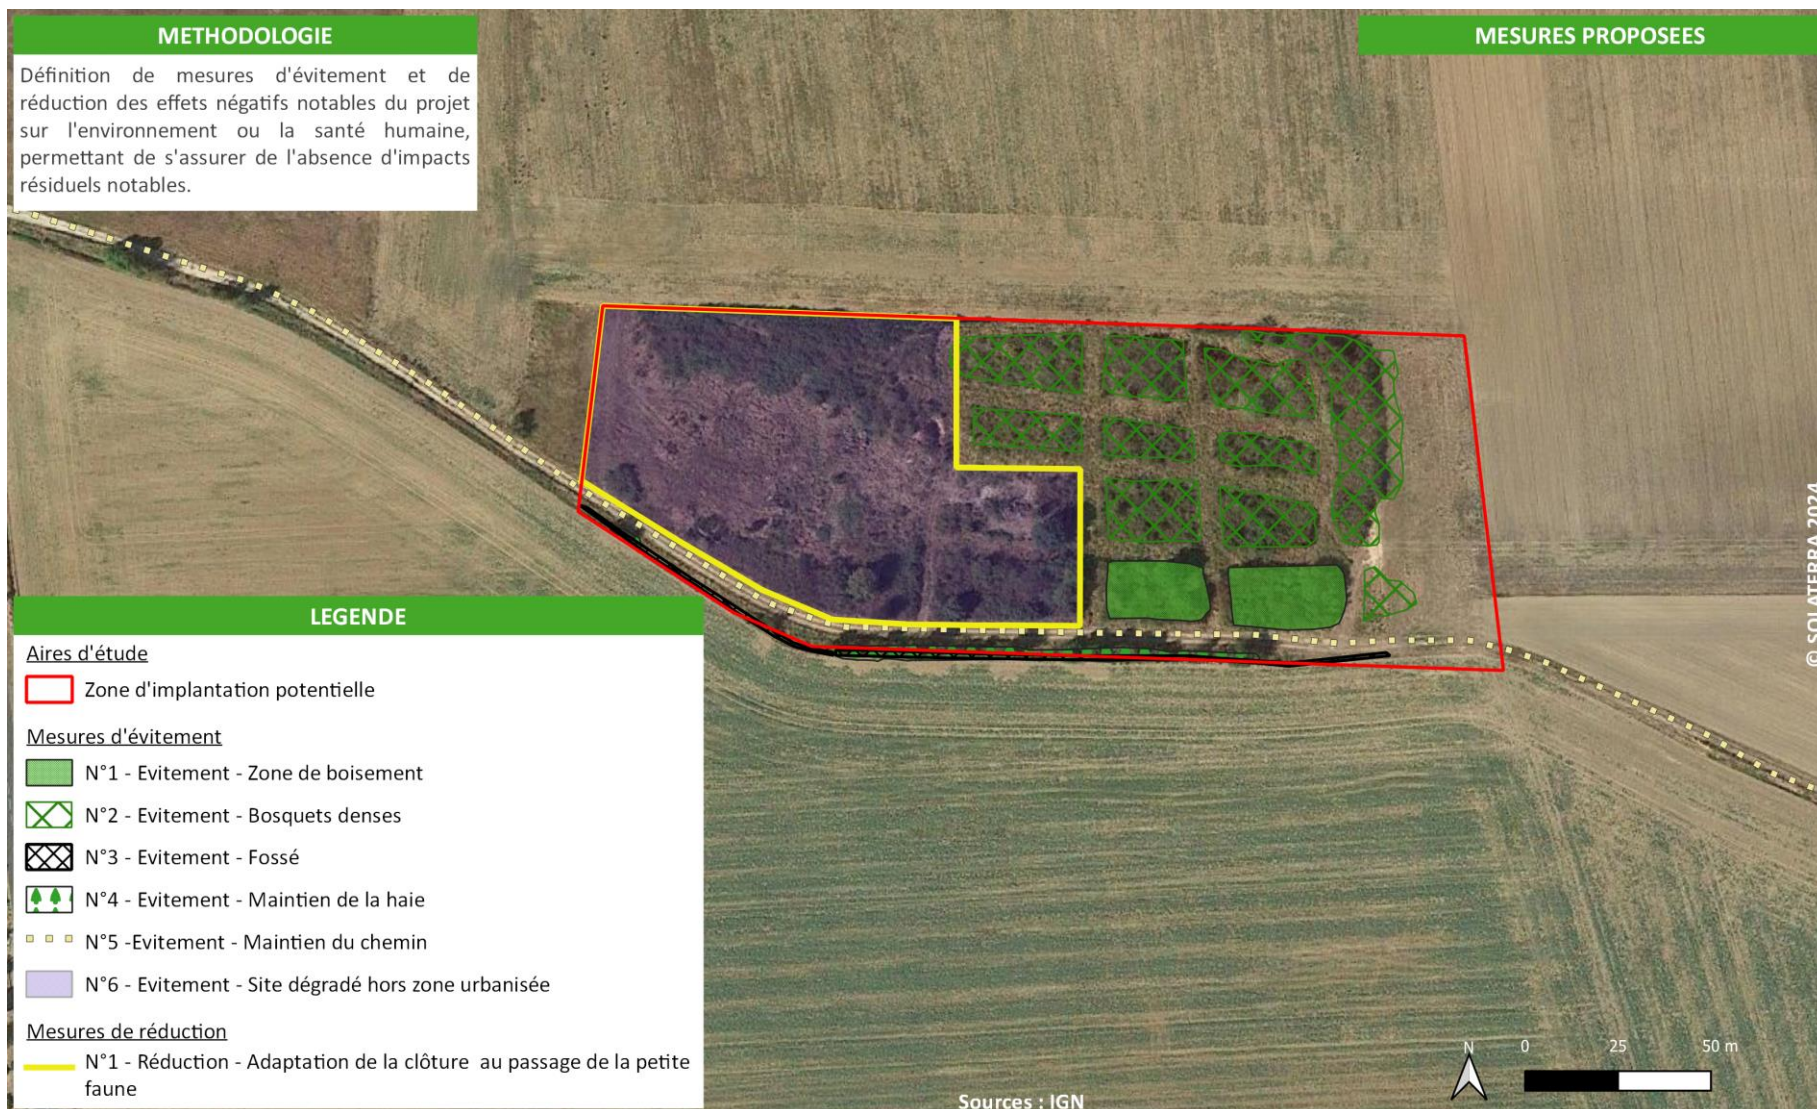 METHODOLOGIE
Définition de mesures d'évitement et de
réduction des effets négatifs notables du projet
sur l'environnement ou la santé humaine,
permettant de s'assurer de l'absence d'impacts
résiduels notables.
MESURES PROPOSEES
LEGENDE
Aires d'étude
Zone d'implantation potentielle
Mesures d'évitement
N°1 - Evitement - Zone de boisement
N°2 - Evitement - Bosquets denses
N°3 - Evitement - Fossé
N°4 - Evitement - Maintien de la haie
N°5 -Evitement - Maintien du chemin
N°6 - Evitement - Site dégradé hors zone urbanisée
Mesures de réduction
N°1 - Réduction - Adaptation de la clôture au passage de la petite
faune
© SOLATERRA 2024
N
0 25 50 m
Sources : IGN